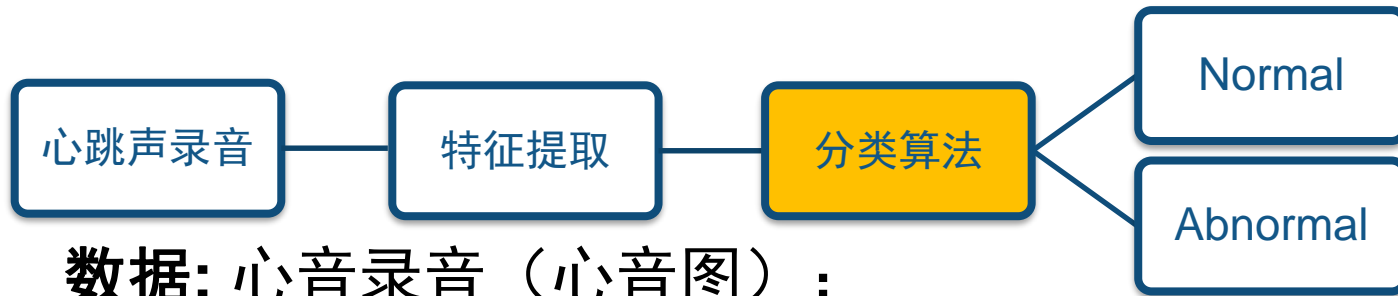 Normal
心跳声录音
特征提取
分类算法
Abnormal
数据: 心音录音（心音图）：